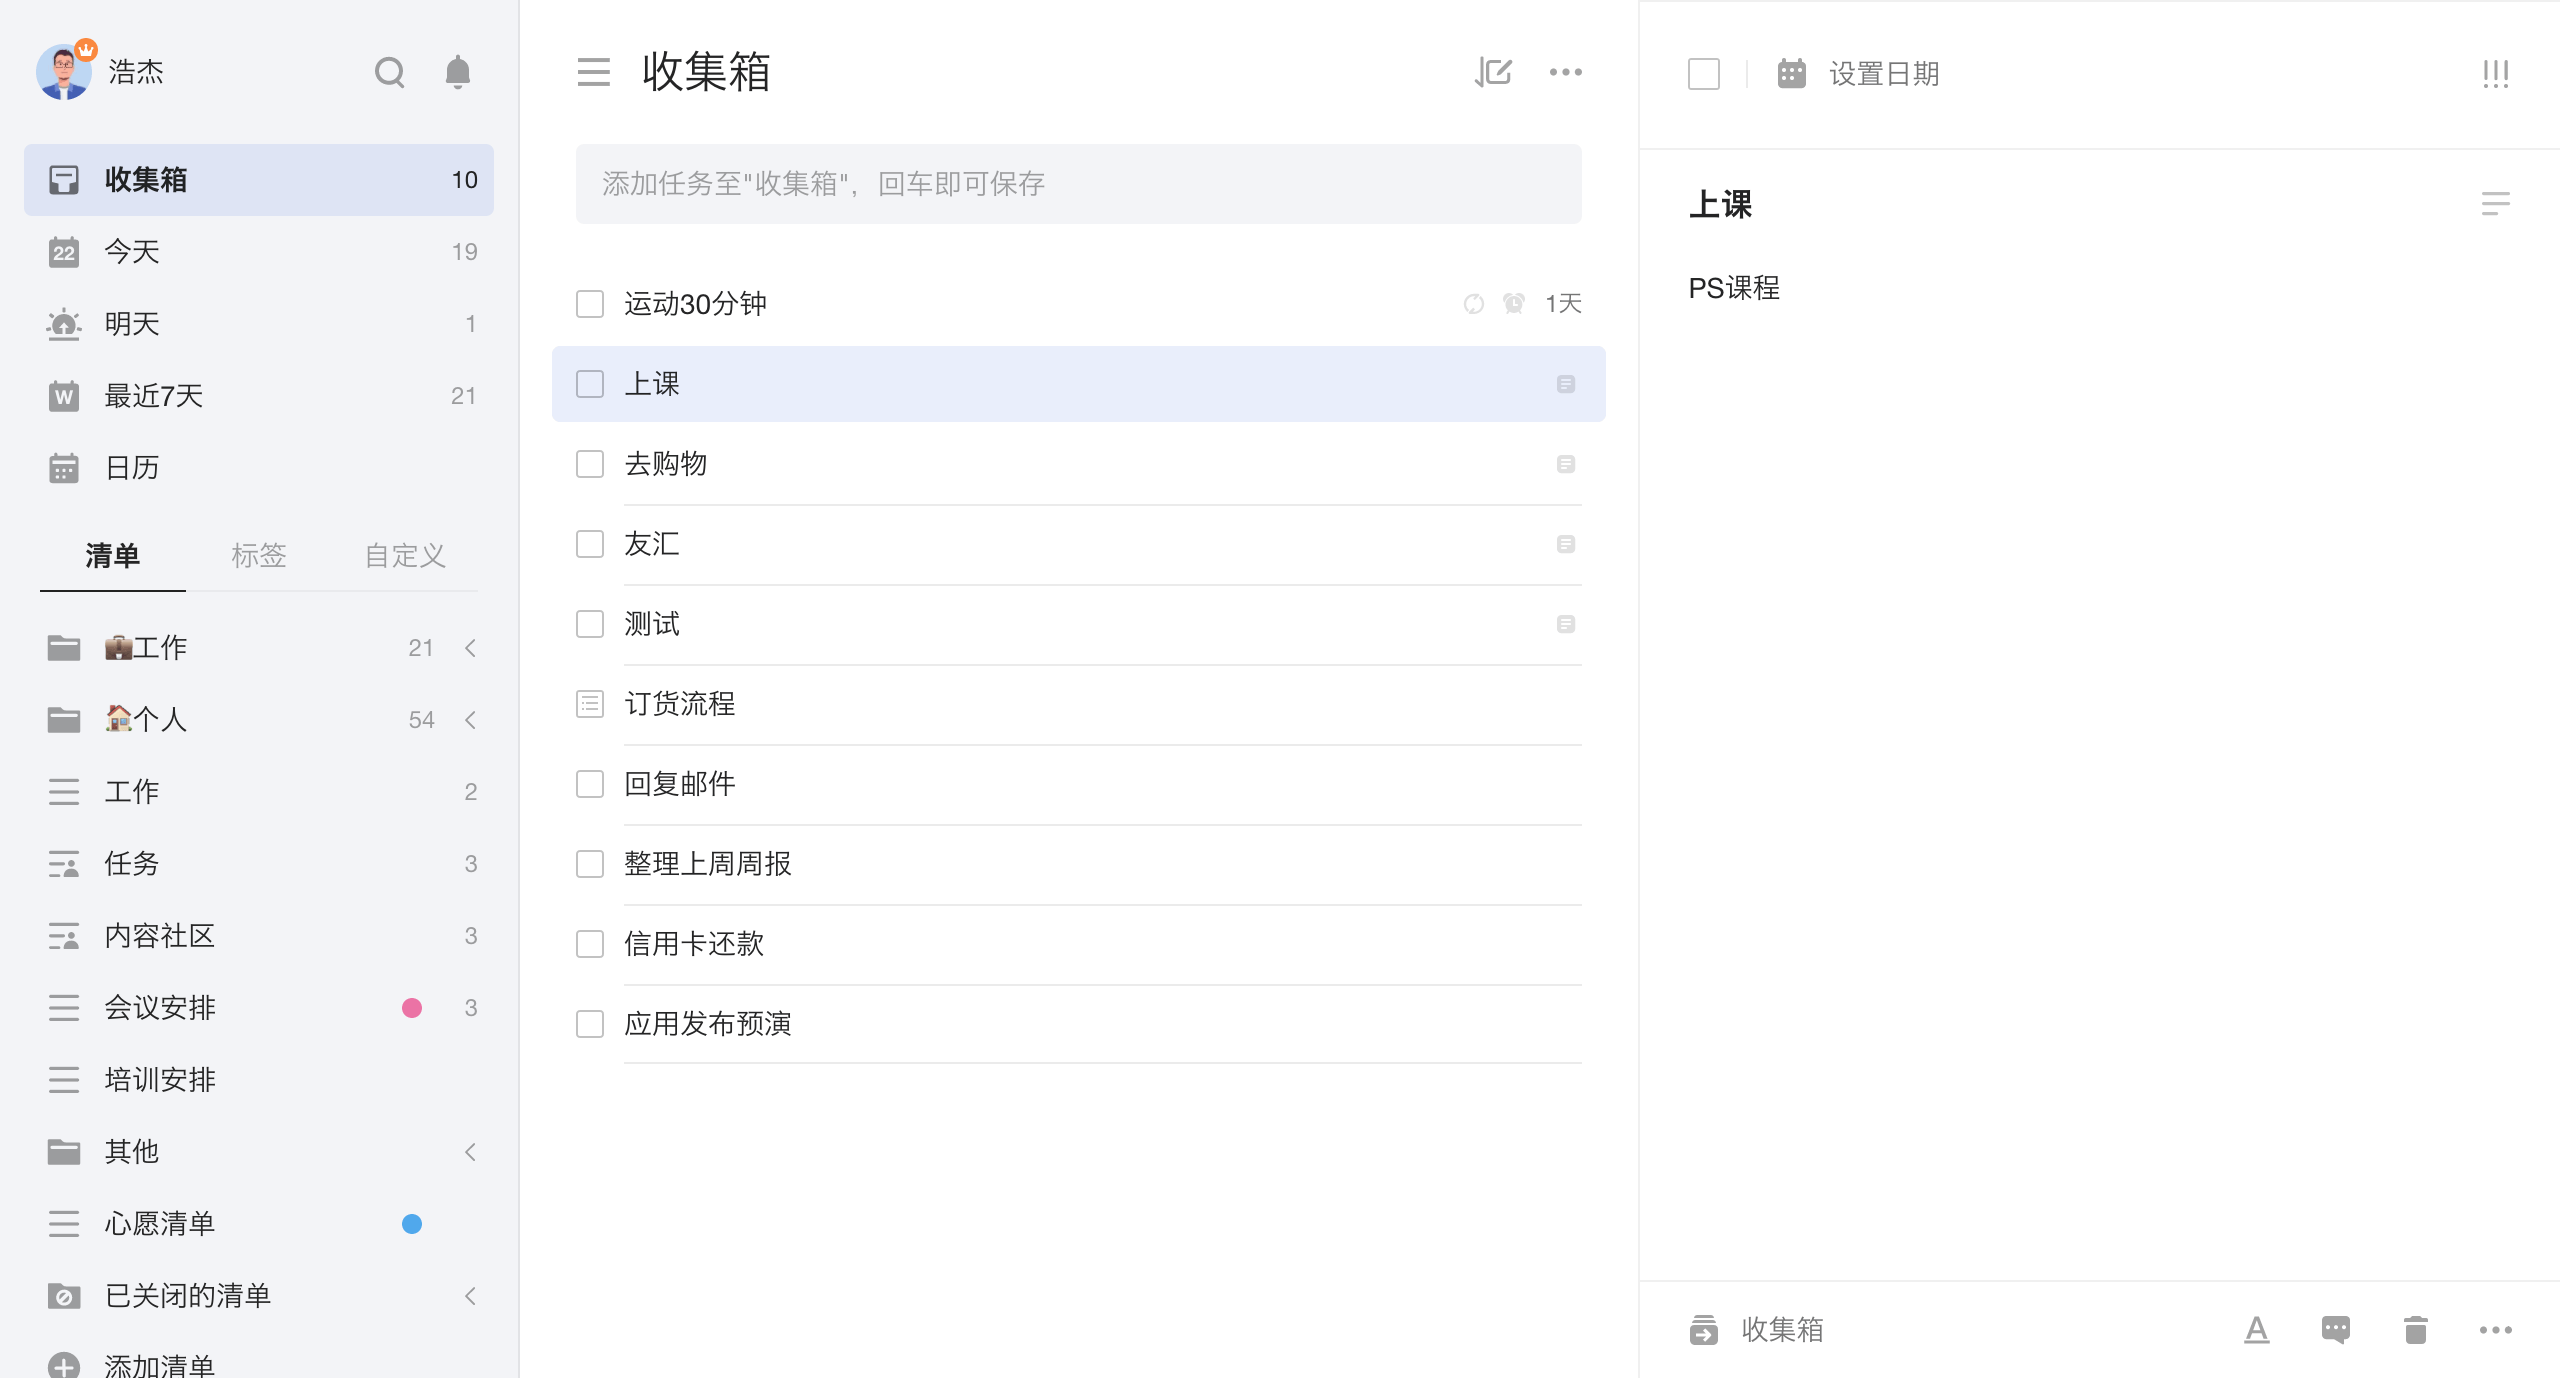 浩杰
收集箱 10
22 今天 19
明天 1
W 最近7天 21
日历
清单 标签 自定义
💼工作 21
🏠个人 54
工作 2
任务 3
内容社区 3
会议安排 3
培训安排
其他
心愿清单
已关闭的清单
添加清单
收集箱
添加任务至"收集箱"，回车即可保存
运动30分钟 1天
上课
去购物
友汇
测试
订货流程
回复邮件
整理上周周报
信用卡还款
应用发布预演
设置日期
上课
PS课程
收集箱 A